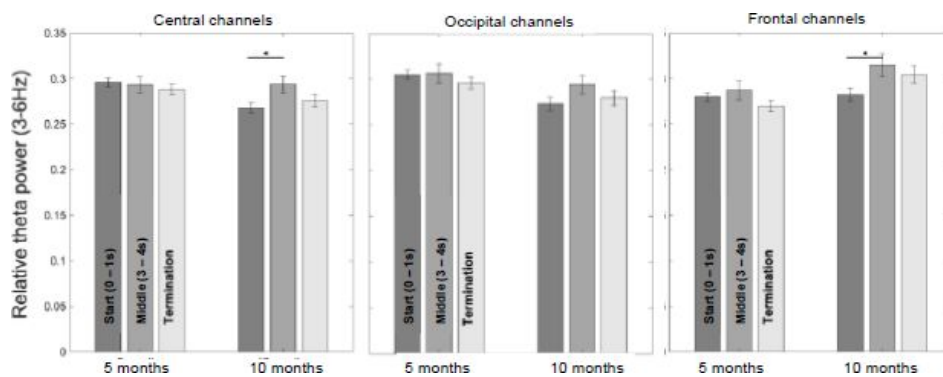 Central channels
Occipital channels
Frontal channels
Relative theta power (3-6Hz)
0.35
0.3
0.25
0.2
0.15
0.1
0.05
0
*
*
Start (0 – 1s)
Middle (3 – 4s)
Termination
Start (0 – 1s)
Middle (3 – 4s)
Termination
Start (0 – 1s)
Middle (3 – 4s)
Termination
5 months
10 months
5 months
10 months
5 months
10 months